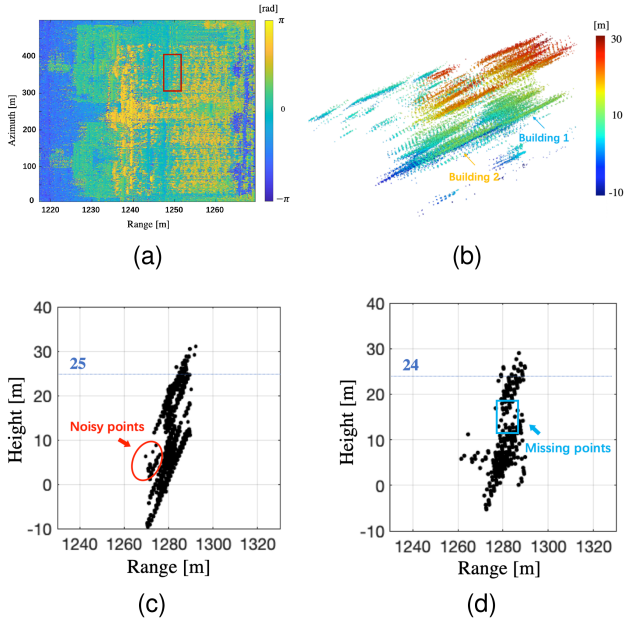 [rad]
π
0
−π
Azimuth [m]
400
300
200
100
0
1220 1230 1240 1250 1260
Range [m]
(a)
[m]
30
10
-10
Building 1
Building 2
(b)
Height [m]
40
30
20
10
0
-10
25
Noisy points
1240 1260 1280 1300 1320
Range [m]
(c)
Height [m]
40
30
20
10
0
-10
24
Missing points
1240 1260 1280 1300 1320
Range [m]
(d)